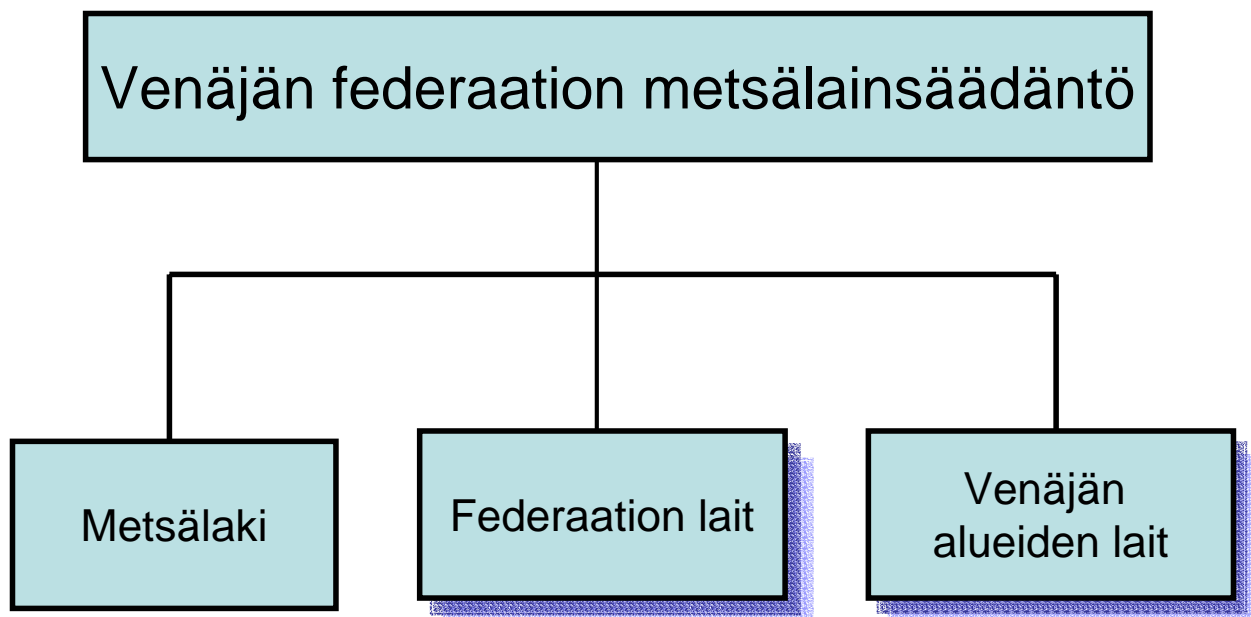 Venäjän federaation metsälainsäädäntö
Metsälaki
Federaation lait
Venäjän
alueiden lait